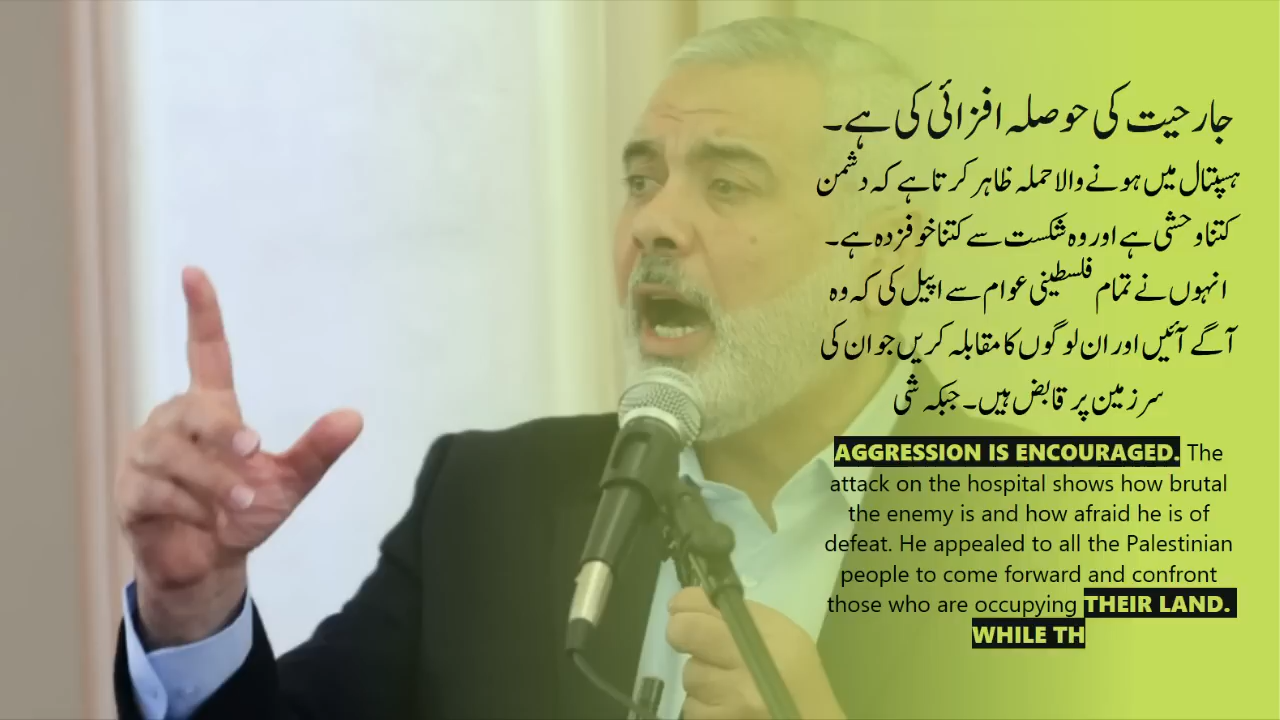 جارحیت کی حوصلہ افزائی کی ہے۔
ہسپتال میں ہونے والا حملہ ظاہر کرتا ہے کہ دشمن
کتنا وحشی ہے اور وہ شکست سے کتنا خوفزدہ ہے۔
انہوں نے تمام فلسطینی عوام سے اپیل کی کہ وہ
آگے آئیں اور ان لوگوں کا مقابلہ کریں جو ان کی
سرزمین پر قابض ہیں۔ جبکہ شی
AGGRESSION IS ENCOURAGED. The
attack on the hospital shows how brutal
the enemy is and how afraid he is of
defeat. He appealed to all the Palestinian
people to come forward and confront
those who are occupying THEIR LAND.
WHILE TH